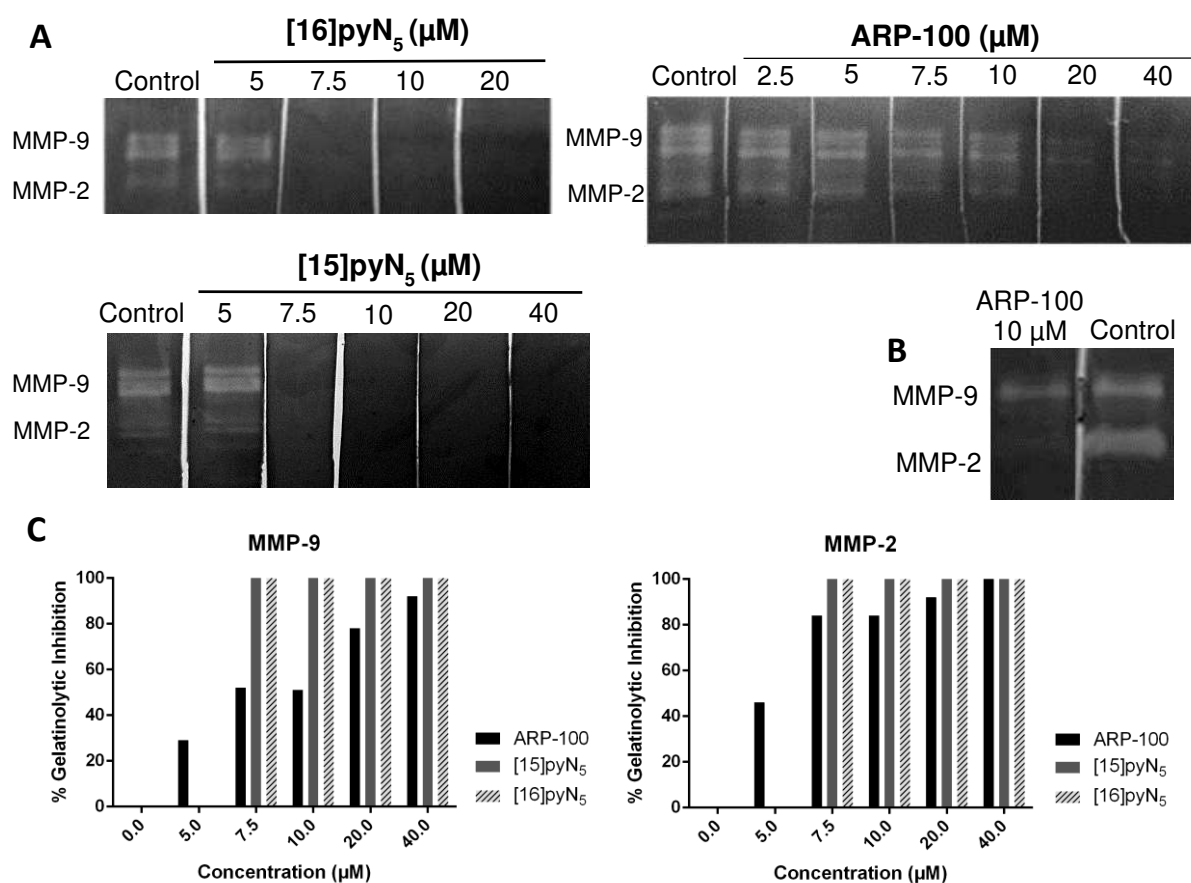 A
[16]pyN₅ (µM)
Control 5 7.5 10 20
MMP-9
MMP-2
ARP-100 (µM)
Control 2.5 5 7.5 10 20 40
MMP-9
MMP-2
[15]pyN₅ (µM)
Control 5 7.5 10 20 40
MMP-9
MMP-2
B
ARP-100
10 µM Control
MMP-9
MMP-2
C
MMP-9
% Gelatinolytic Inhibition
100
80
60
40
20
0
0.0 5.0 7.5 10.0 20.0 40.0
Concentration (µM)
ARP-100
[15]pyN₅
[16]pyN₅
MMP-2
% Gelatinolytic Inhibition
100
80
60
40
20
0
0.0 5.0 7.5 10.0 20.0 40.0
Concentration (µM)
ARP-100
[15]pyN₅
[16]pyN₅